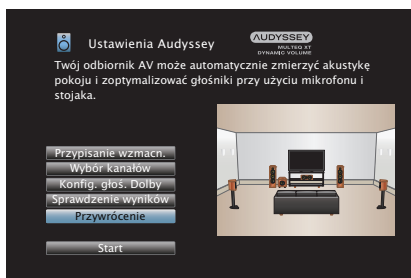 Ustawienia Audyssey
AUDYSSEY
MULTEQ XT
DYNAMIC VOLUME
Twój odbiornik AV może automatycznie zmierzyć akustykę
pokoju i zoptymalizować głośniki przy użyciu mikrofonu i
stojaka.
Przypisanie wzmacn.
Wybór kanałów
Konfig. głoś. Dolby
Sprawdzenie wyników
Przywrócenie
Start